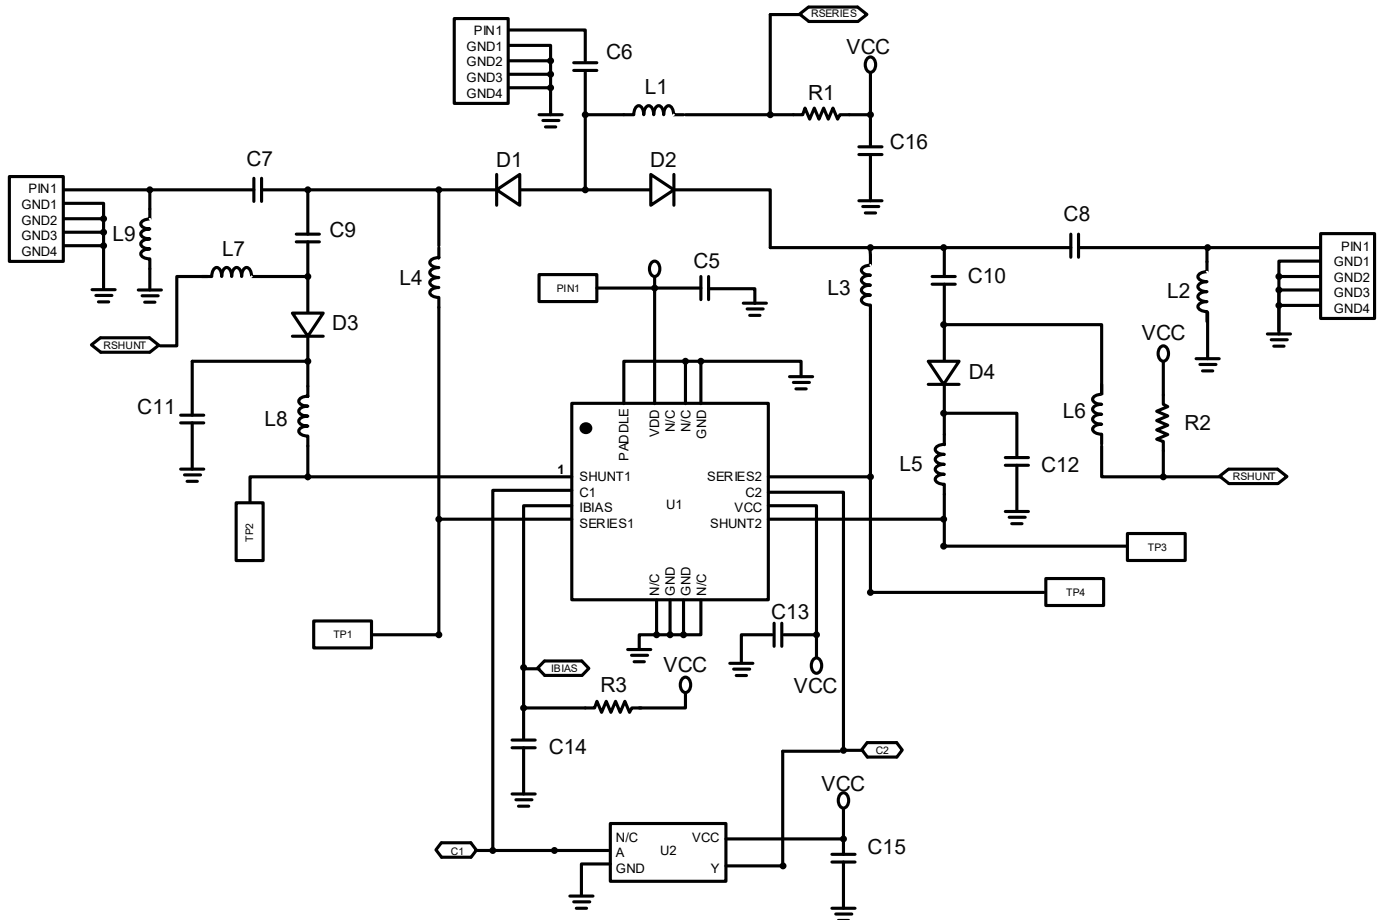 RSERIES
PIN1
GND1
GND2
GND3
GND4
C6
VCC
L1
R1
C16
C7
D1
D2
PIN1
GND1
GND2
GND3
GND4
L9
C9
L7
L4
C8
PIN1
GND1
GND2
GND3
GND4
C5
PIN1
L3
C10
L2
RSHUNT
D3
VCC
D4
C11
L8
L6
R2
PADDLE
VDD
N/C
N/C
GND
L5
C12
1
SHUNT1
C1
IBIAS
SERIES1
U1
SERIES2
C2
VCC
SHUNT2
RSHUNT
TP2
TP3
N/C
GND
GND
N/C
TP4
C13
TP1
IBIAS
VCC
VCC
R3
C14
C2
VCC
C1
N/C
A
GND
U2
VCC
Y
C15